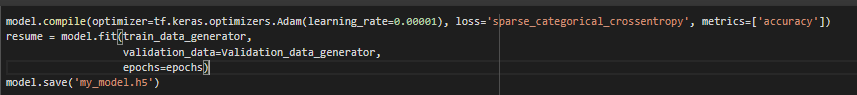 model.compile(optimizer=tf.keras.optimizers.Adam(learning_rate=0.00001), loss='sparse_categorical_crossentropy', metrics=['accuracy'])
resume = model.fit(train_data_generator,
validation_data=Validation_data_generator,
epochs=epochs)
model.save('my_model.h5')